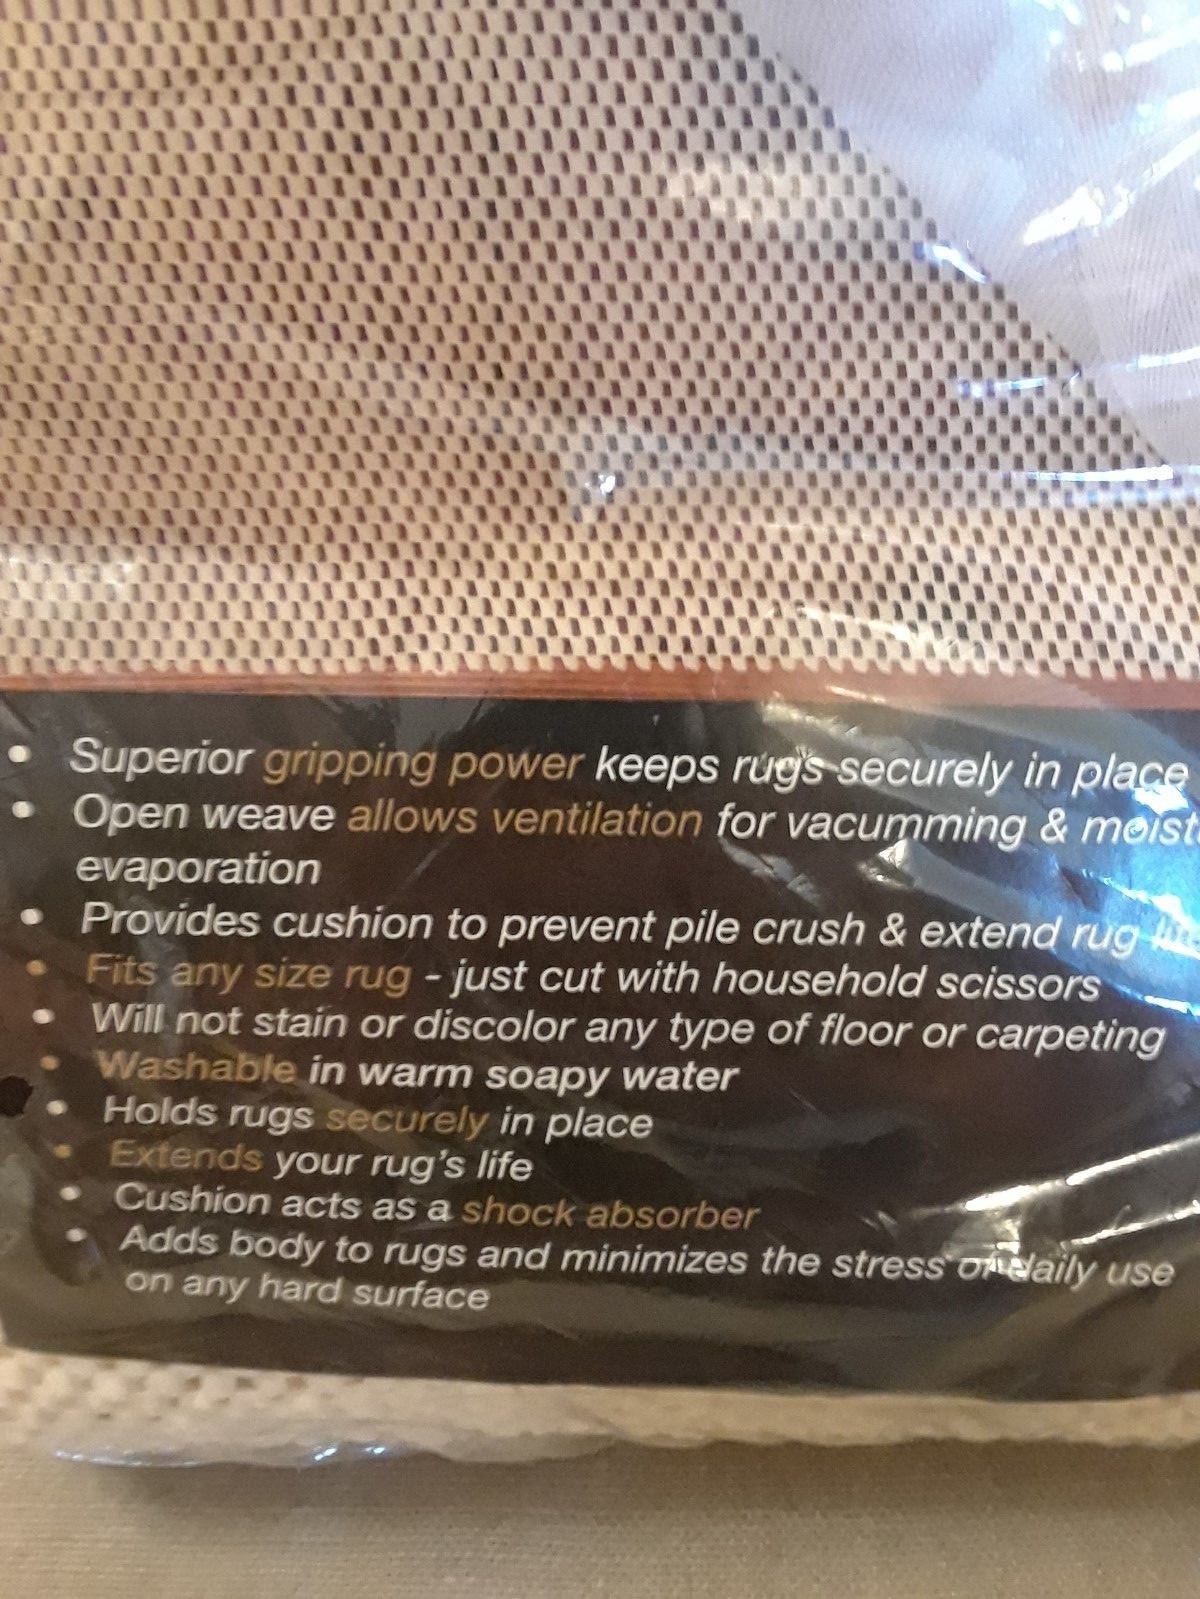 • Superior gripping power keeps rugs securely in place
• Open weave allows ventilation for vacumming &
evaporation
• Provides cushion to prevent pile crush & extend rug
• Fits any size rug - just cut with household scissors
• Will not stain or discolor any type of floor or carpeting
• Washable in warm soapy water
• Holds rugs securely in place
• Extends your rug's life
• Cushion acts as a shock absorber
• Adds body to rugs and minimizes the stress of daily use
on any hard surface